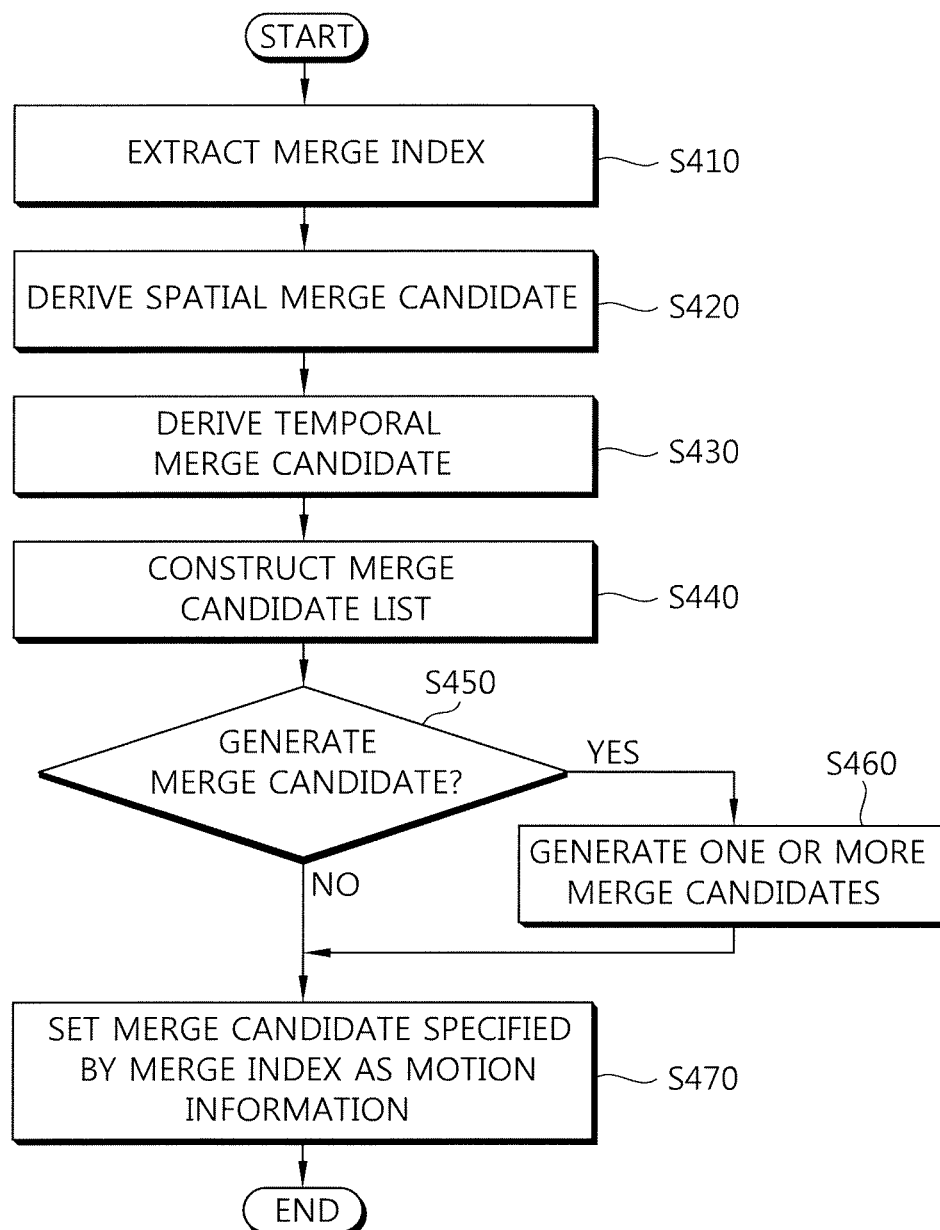 START
EXTRACT MERGE INDEX
S410
DERIVE SPATIAL MERGE CANDIDATE
S420
DERIVE TEMPORAL
MERGE CANDIDATE
S430
CONSTRUCT MERGE
CANDIDATE LIST
S440
S450
GENERATE
MERGE CANDIDATE?
YES
S460
GENERATE ONE OR MORE
MERGE CANDIDATES
NO
SET MERGE CANDIDATE SPECIFIED
BY MERGE INDEX AS MOTION
INFORMATION
S470
END